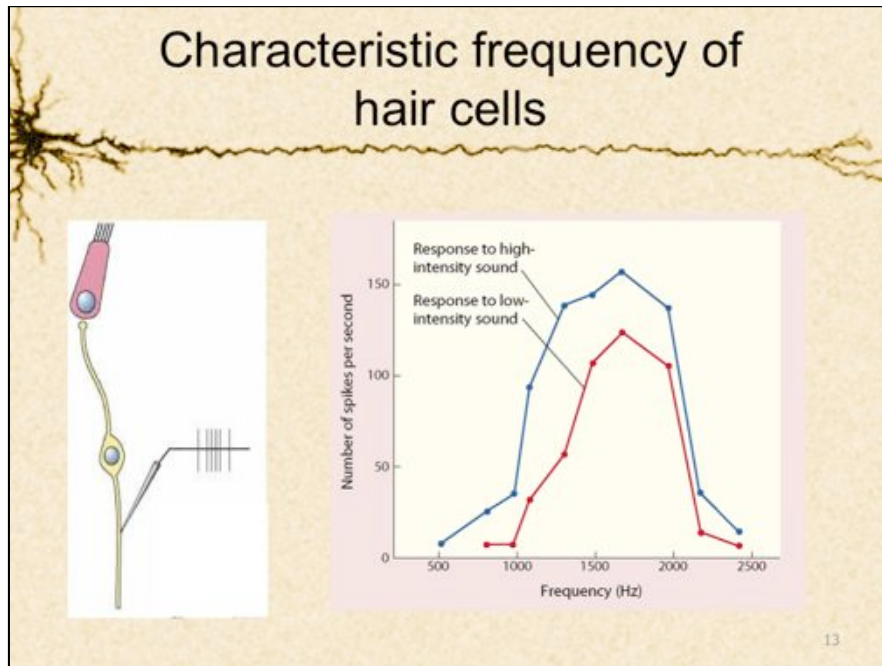 Characteristic frequency of
hair cells
Response to high-
intensity sound
Response to low-
intensity sound
Number of spikes per second
150
100
50
0
500 1000 1500 2000 2500
Frequency (Hz)
13